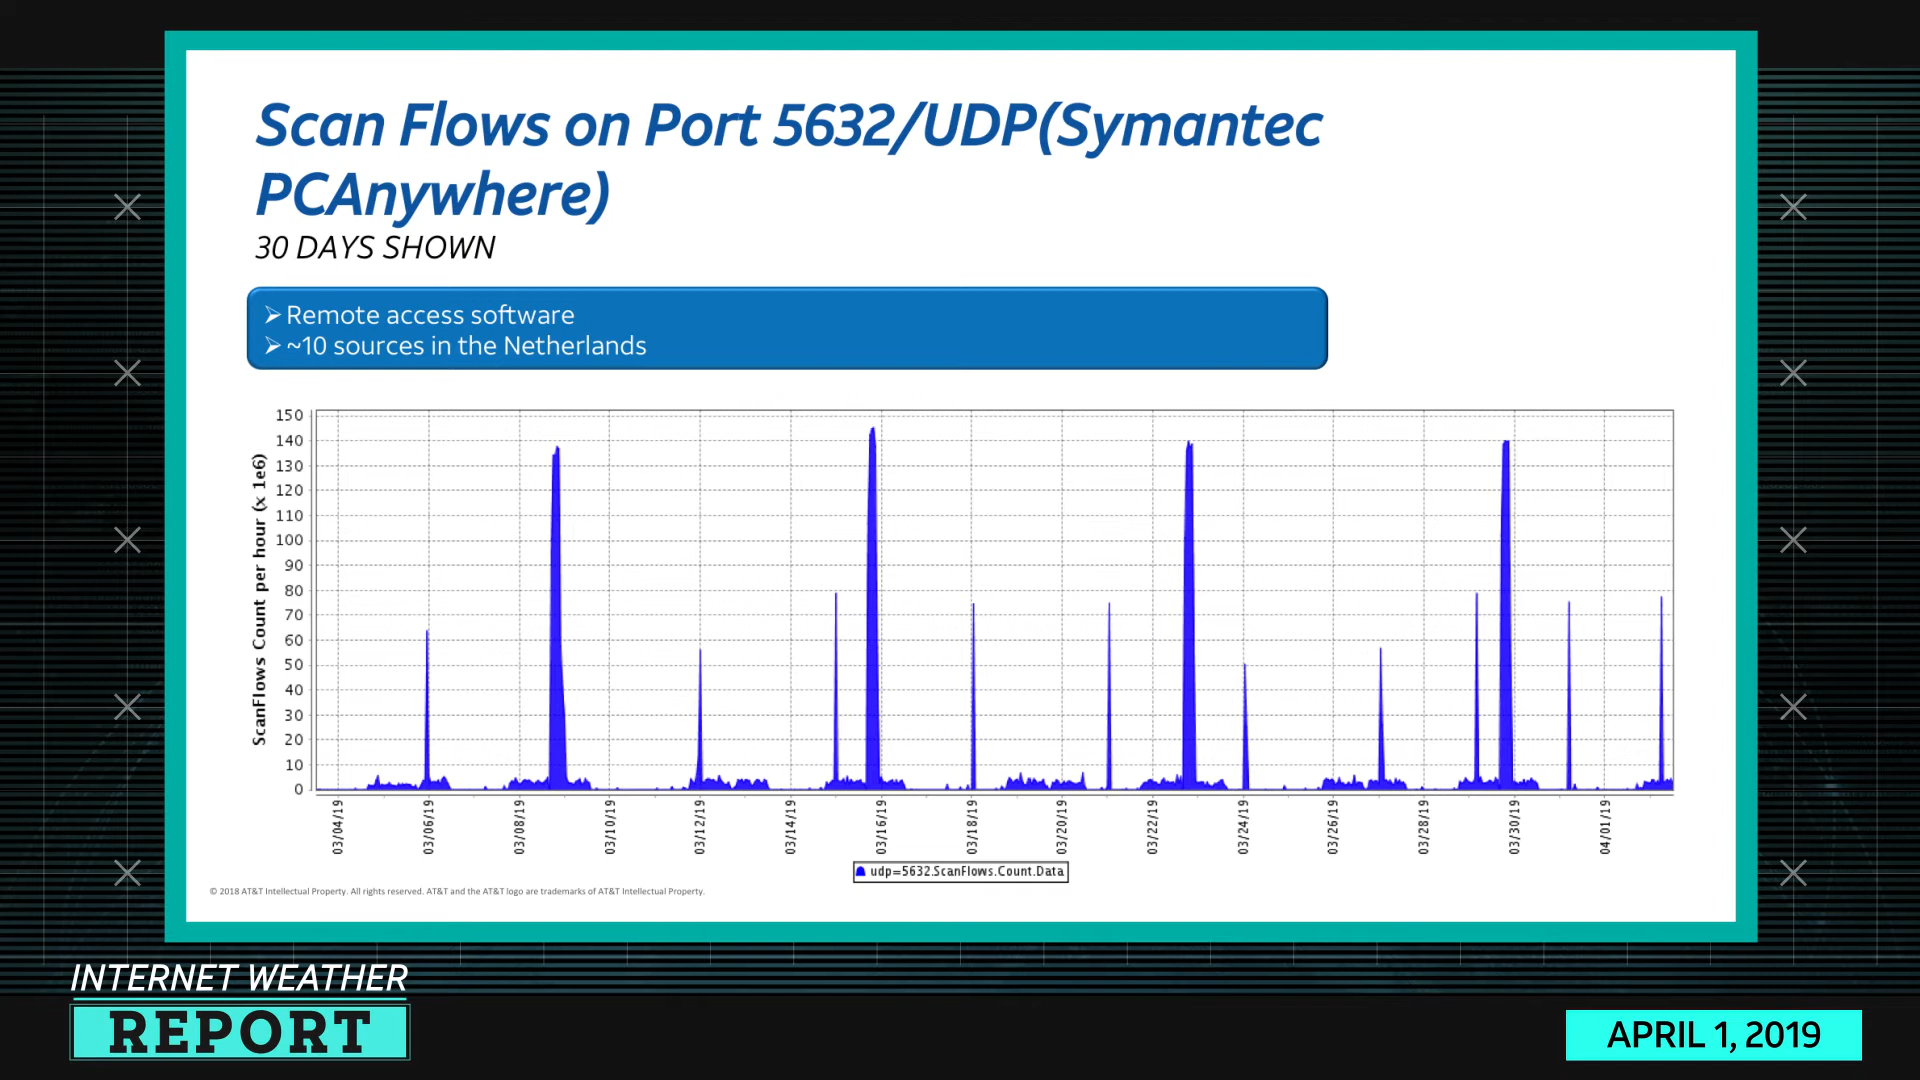 Scan Flows on Port 5632/UDP(Symantec
PCAnywhere)
30 DAYS SHOWN
➢ Remote access software
➢ ~10 sources in the Netherlands
ScanFlows Count per hour (x 1e6)
150
140
130
120
110
100
90
80
70
60
50
40
30
20
10
0
03/04/19
03/06/19
03/08/19
03/10/19
03/12/19
03/14/19
03/16/19
03/18/19
03/20/19
03/22/19
03/24/19
03/26/19
03/28/19
03/30/19
04/01/19
udp=5632.ScanFlows.Count.Data
© 2018 AT&T Intellectual Property. All rights reserved. AT&T and the AT&T logo are trademarks of AT&T Intellectual Property.
INTERNET WEATHER
REPORT
APRIL 1, 2019